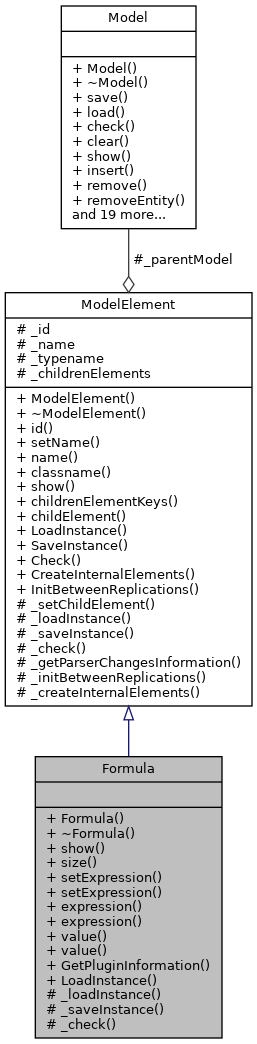 Model
+ Model()
+ ~Model()
+ save()
+ load()
+ check()
+ clear()
+ show()
+ insert()
+ remove()
+ removeEntity()
and 19 more...
#_parentModel
ModelElement
# _id
# _name
# _typename
# _childrenElements
+ ModelElement()
+ ~ModelElement()
+ id()
+ setName()
+ name()
+ classname()
+ show()
+ childrenElementKeys()
+ childElement()
+ LoadInstance()
+ SaveInstance()
+ Check()
+ CreateInternalElements()
+ InitBetweenReplications()
# _setChildElement()
# _loadInstance()
# _saveInstance()
# _check()
# _getParserChangesInformation()
# _initBetweenReplications()
# _createInternalElements()
Formula
+ Formula()
+ ~Formula()
+ show()
+ size()
+ setExpression()
+ setExpression()
+ expression()
+ expression()
+ value()
+ value()
+ GetPluginInformation()
+ LoadInstance()
# _loadInstance()
# _saveInstance()
# _check()